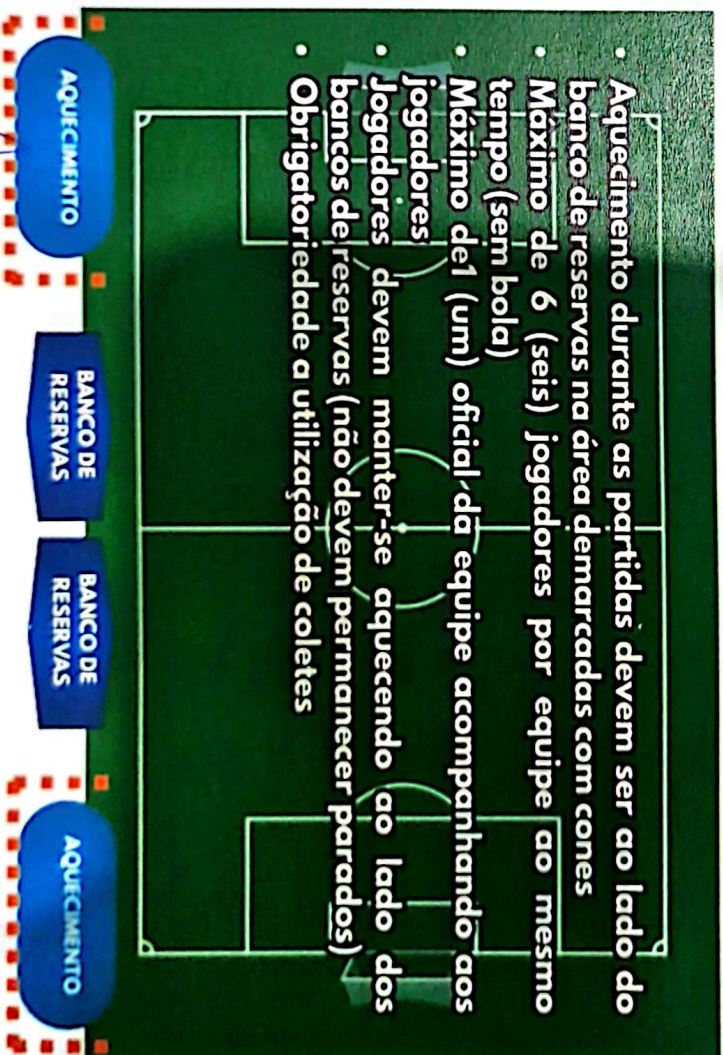 • Aquecimento durante as partidas devem ser ao lado do
banco de reservas na área demarcadas com cones
• Máximo de 6 (seis) jogadores por equipe ao mesmo
tempo (sem bola)
• Máximo de1 (um) oficial da equipe acompanhando aos
jogadores
• Jogadores devem manter-se aquecendo ao lado dos
bancos de reservas (não devem permanecer parados)
• Obrigatoriedade a utilização de coletes
AQUECIMENTO
BANCO DE
RESERVAS
BANCO DE
RESERVAS
AQUECIMENTO